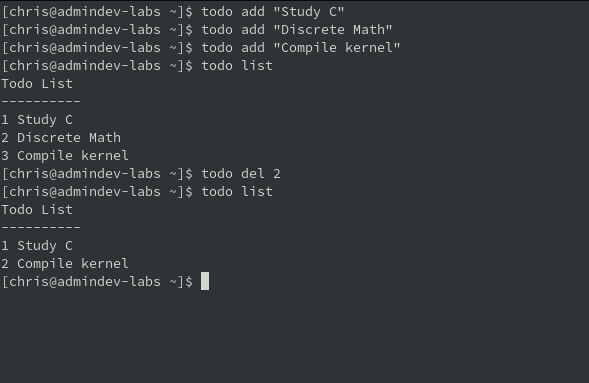 [chris@admindev-labs ~]$ todo add "Study C"
[chris@admindev-labs ~]$ todo add "Discrete Math"
[chris@admindev-labs ~]$ todo add "Compile kernel"
[chris@admindev-labs ~]$ todo list
Todo List
----------
1 Study C
2 Discrete Math
3 Compile kernel
[chris@admindev-labs ~]$ todo del 2
[chris@admindev-labs ~]$ todo list
Todo List
----------
1 Study C
2 Compile kernel
[chris@admindev-labs ~]$